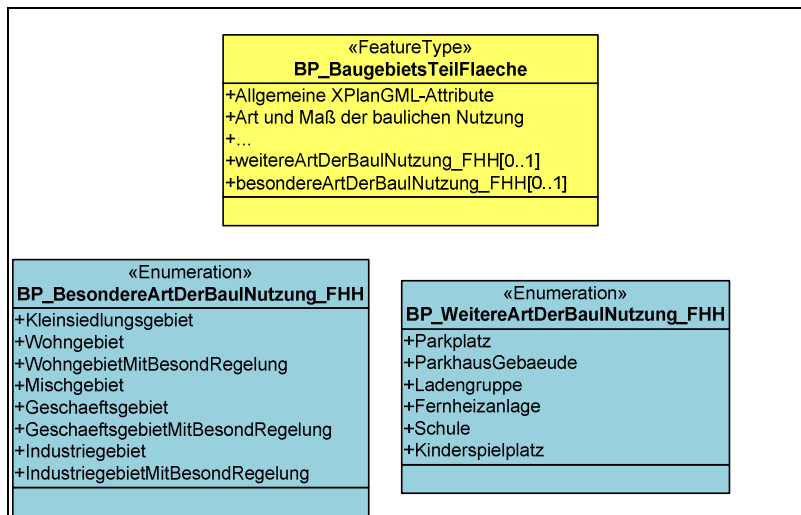 «FeatureType»
BP_BaugebietsTeilFlaeche
+Allgemeine XPlanGML-Attribute
+Art und Maß der baulichen Nutzung
+...
+weitereArtDerBaulNutzung_FHH[0..1]
+besondereArtDerBaulNutzung_FHH[0..1]
«Enumeration»
BP_BesondereArtDerBaulNutzung_FHH
+Kleinsiedlungsgebiet
+Wohngebiet
+WohngebietMitBesondRegelung
+Mischgebiet
+Geschaeftsgebiet
+GeschaeftsgebietMitBesondRegelung
+Industriegebiet
+IndustriegebietMitBesondRegelung
«Enumeration»
BP_WeitereArtDerBaulNutzung_FHH
+Parkplatz
+ParkhausGebaeude
+Ladengruppe
+Fernheizanlage
+Schule
+Kinderspielplatz